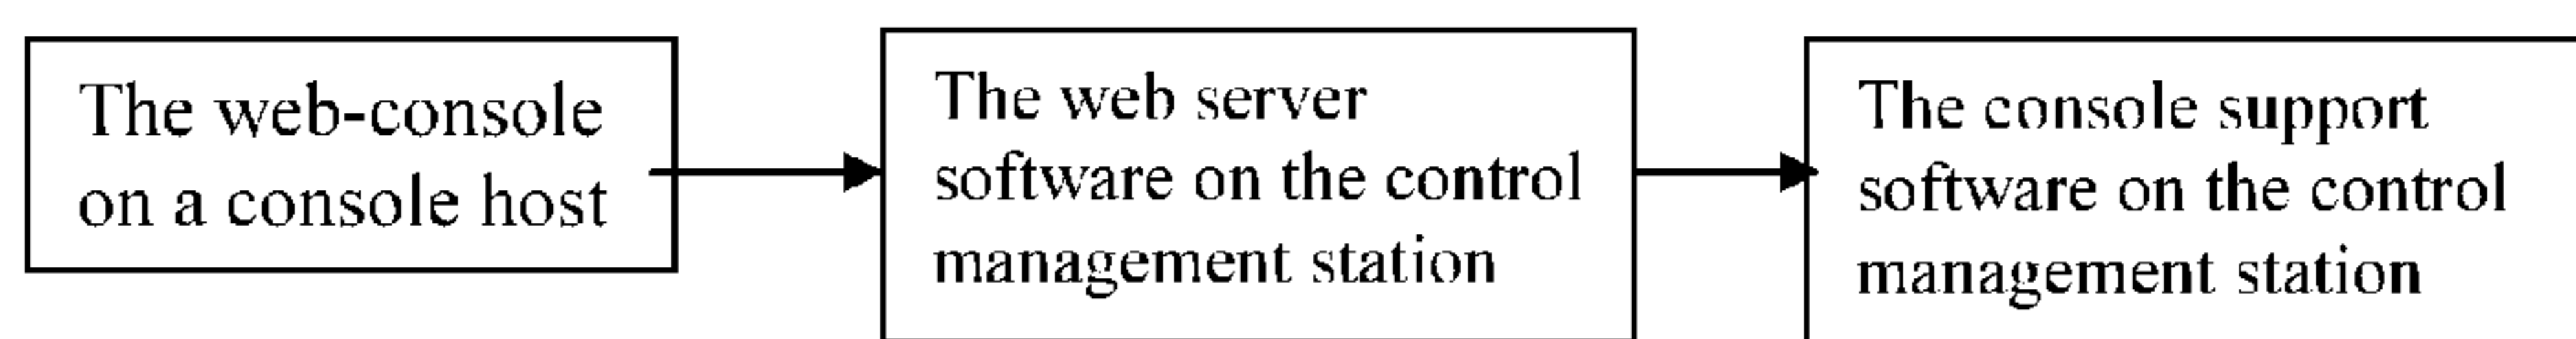 The web-console
on a console host
The web server
software on the control
management station
The console support
software on the control
management station